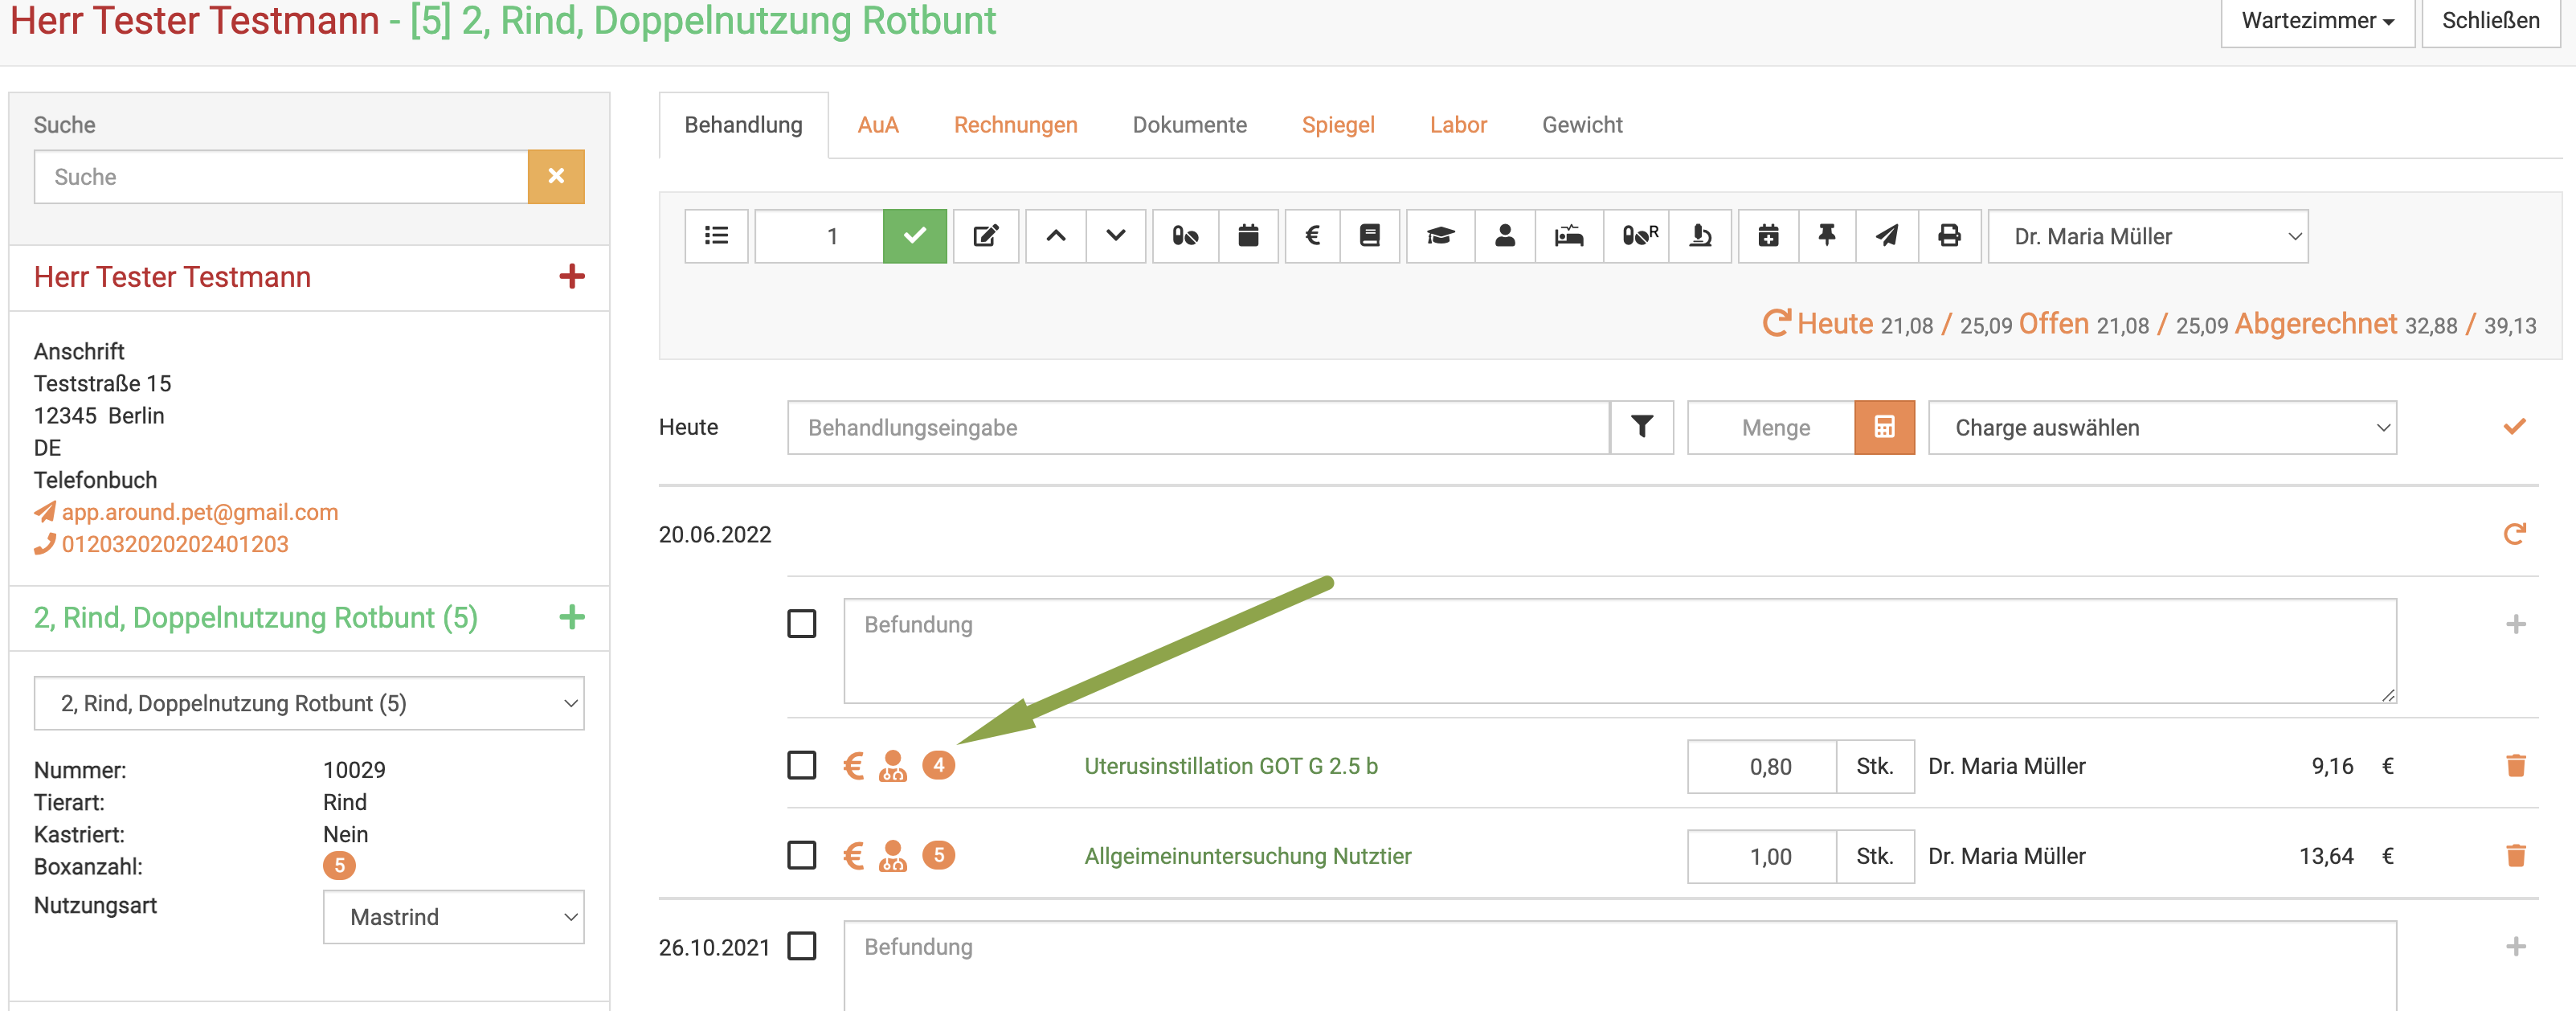 Herr Tester Testmann - [5] 2, Rind, Doppelnutzung Rotbunt
Wartezimmer
Schließen
Suche
Suche
Herr Tester Testmann
Anschrift
Teststraße 15
12345 Berlin
DE
Telefonbuch
app.around.pet@gmail.com
012032020202401203
2, Rind, Doppelnutzung Rotbunt (5)
2, Rind, Doppelnutzung Rotbunt (5)
Nummer: 10029
Tierart: Rind
Kastriert: Nein
Boxanzahl: 5
Nutzungsart Mastrind
Behandlung AuA Rechnungen Dokumente Spiegel Labor Gewicht
1 € R Dr. Maria Müller
Heute 21,08 / 25,09 Offen 21,08 / 25,09 Abgerechnet 32,88 / 39,13
Heute Behandlungseingabe Menge Charge auswählen
20.06.2022
Befundung
€ 4 Uterusinstillation GOT G 2.5 b 0,80 Stk. Dr. Maria Müller 9,16 €
€ 5 Allgeimeinuntersuchung Nutztier 1,00 Stk. Dr. Maria Müller 13,64 €
26.10.2021 Befundung